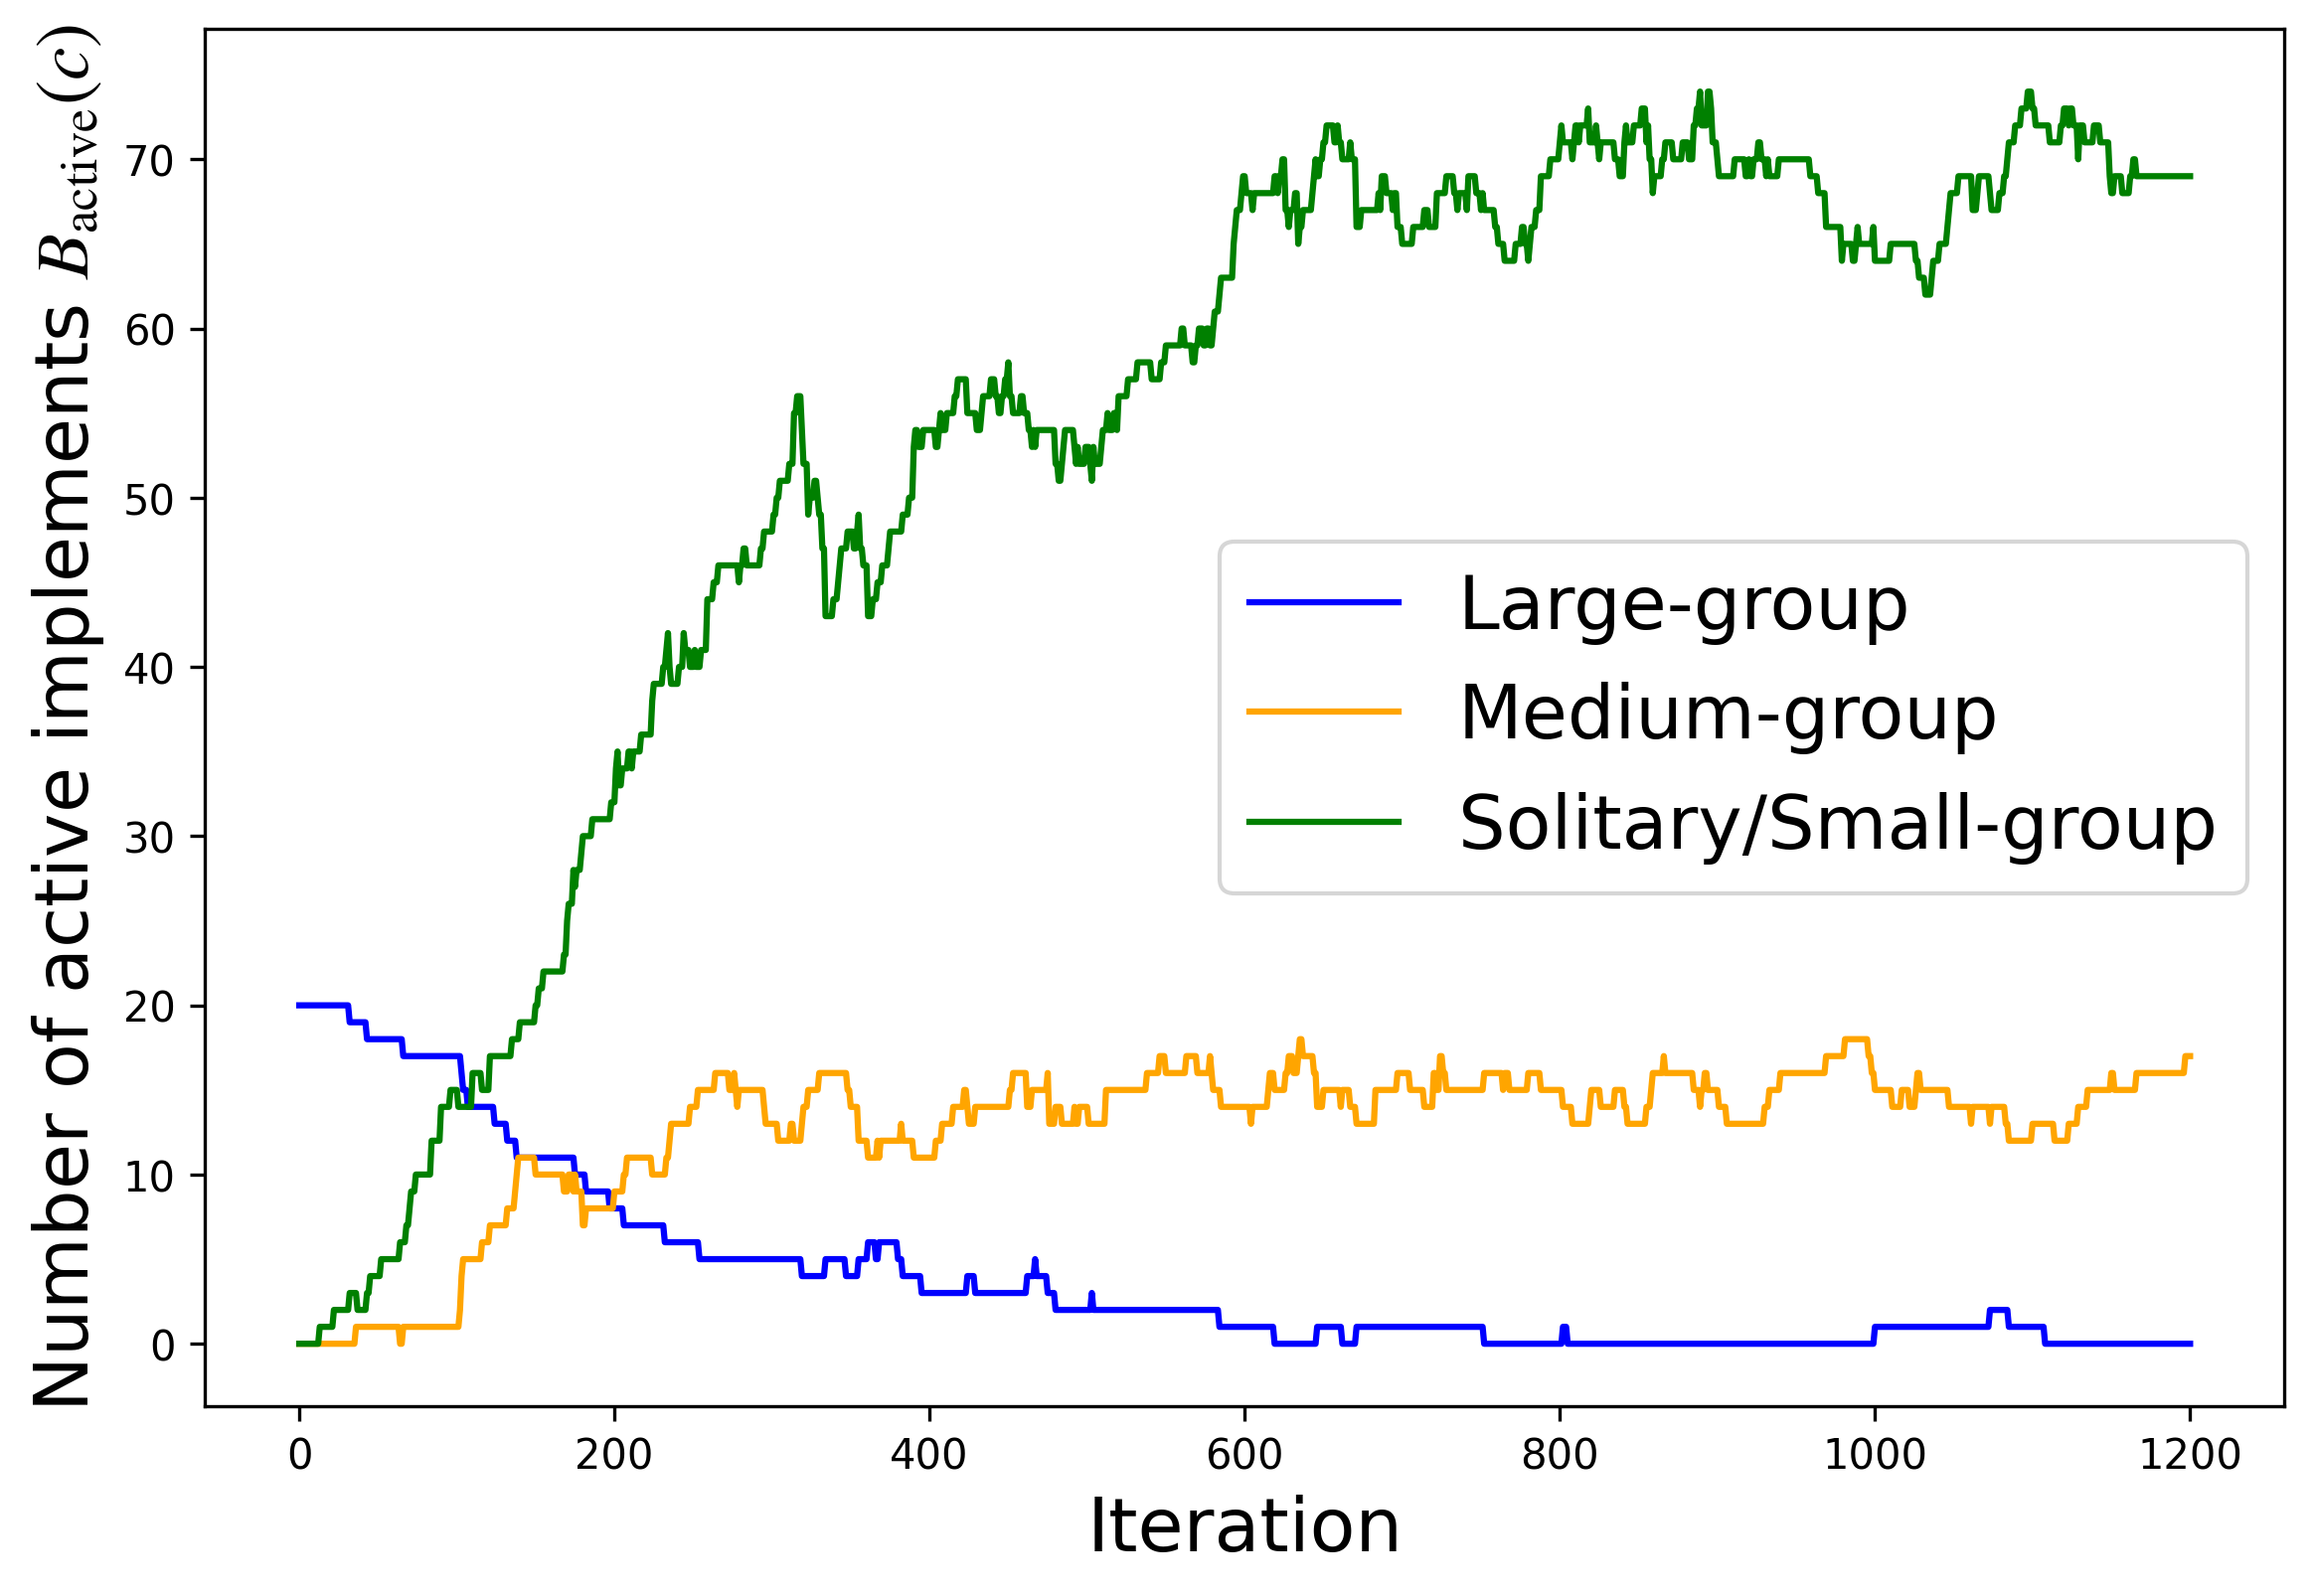 Number of active implements B_active(c)
70
60
50
40
30
20
10
0
Large-group
Medium-group
Solitary/Small-group
0 200 400 600 800 1000 1200
Iteration